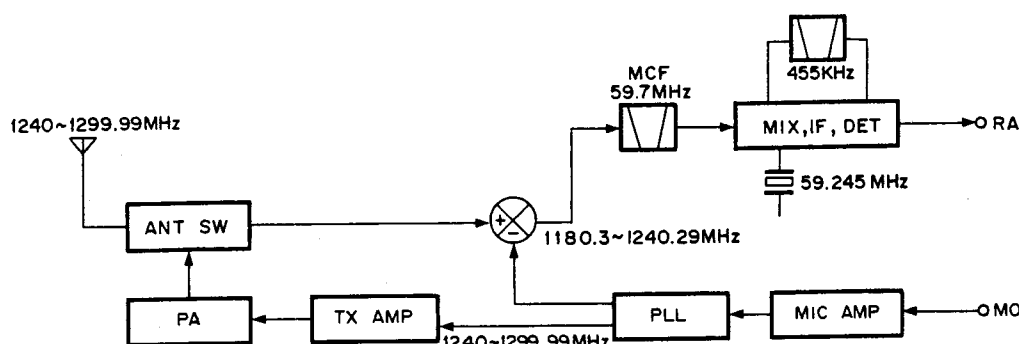 455KHz
MCF
59.7MHz
1240~1299.99MHz
MIX, IF, DET
RA
59.245 MHz
ANT SW
+
-
1180.3~1240.29MHz
PA
TX AMP
PLL
MIC AMP
MO
1240~1299.99MHz